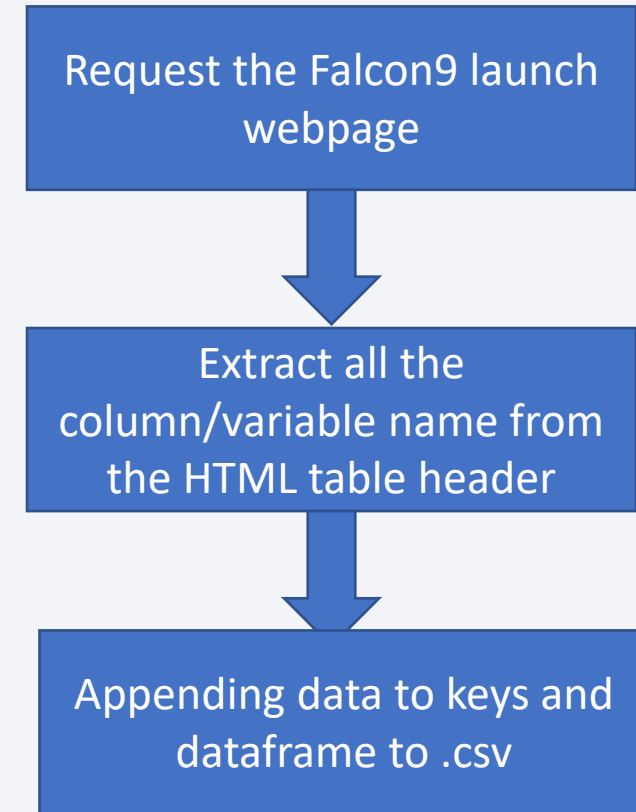 Request the Falcon9 launch
webpage
Extract all the
column/variable name from
the HTML table header
Appending data to keys and
dataframe to .csv